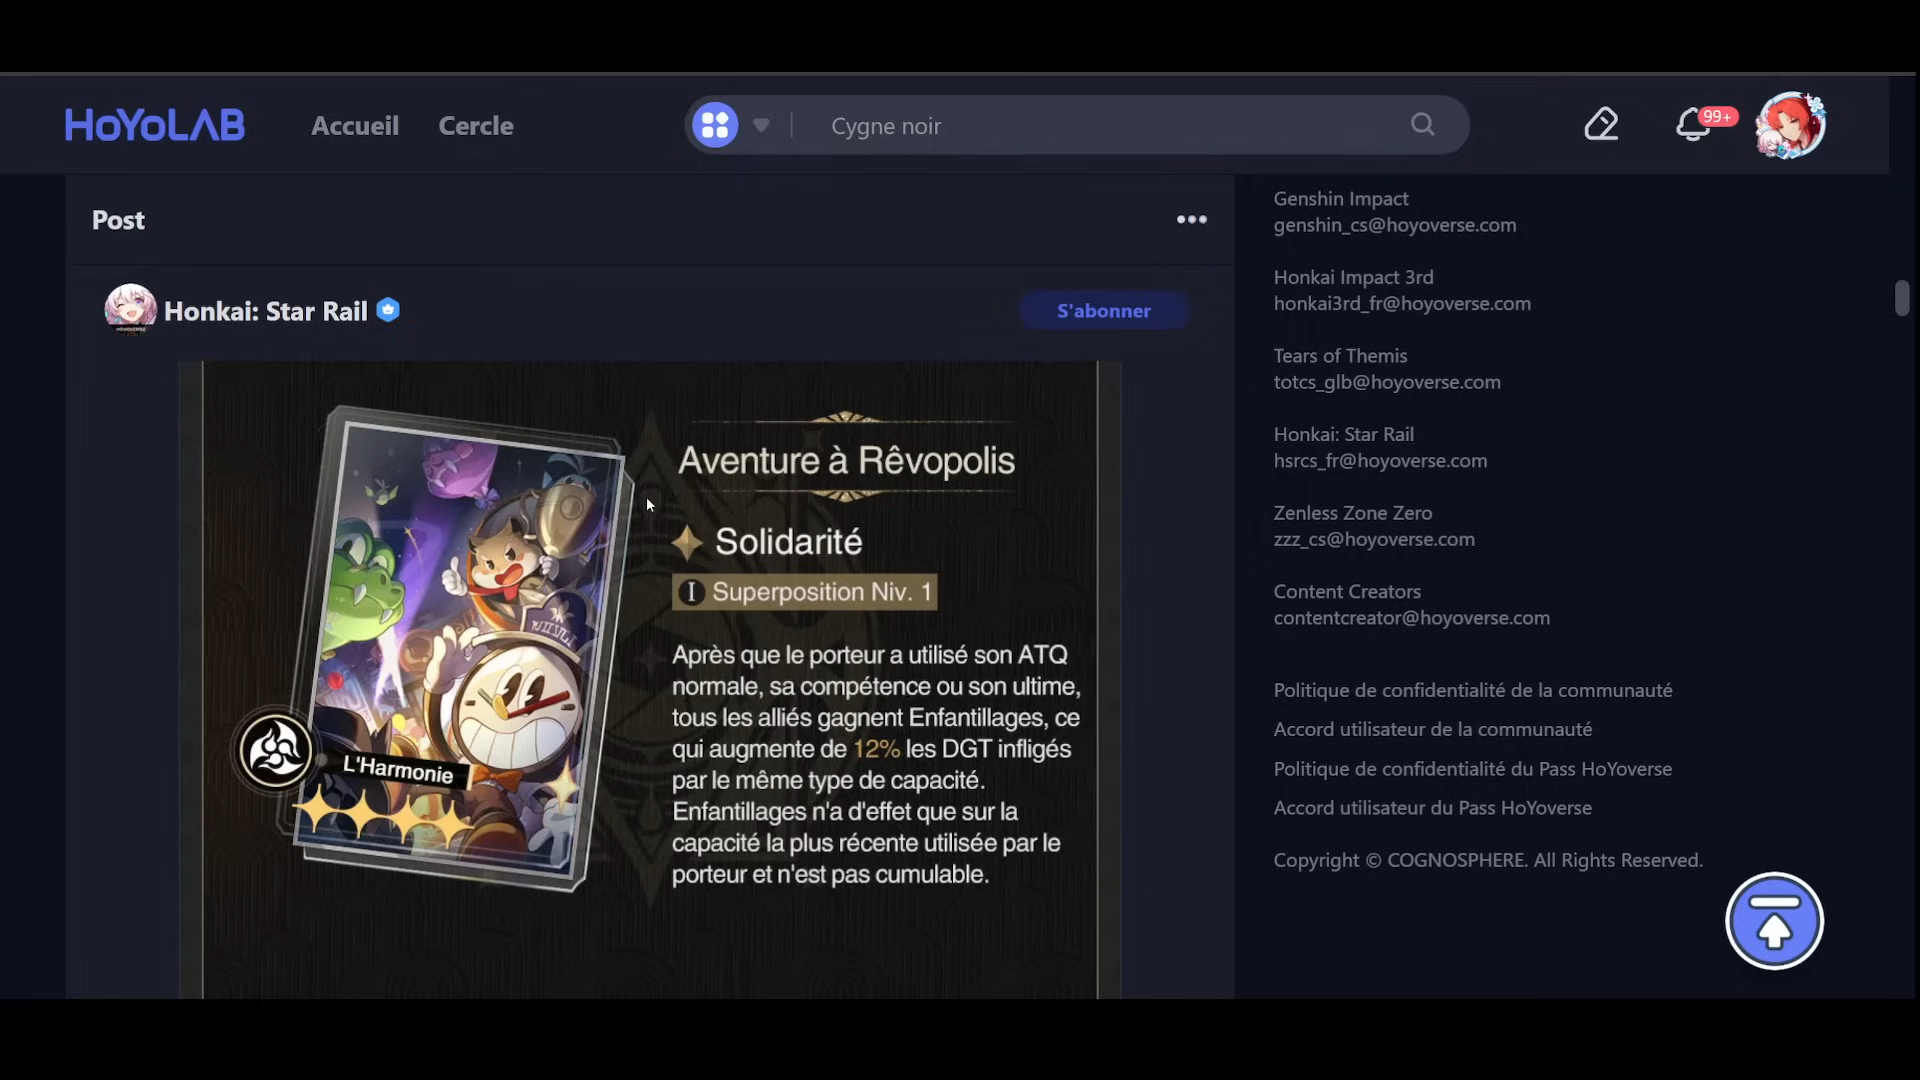 HoYoLAB
Accueil
Cercle
Cygne noir
99+
Post
Honkai: Star Rail
S'abonner
Aventure à Rêvopolis
Solidarité
I Superposition Niv. 1
Après que le porteur a utilisé son ATQ
normale, sa compétence ou son ultime,
tous les alliés gagnent Enfantillages, ce
qui augmente de 12% les DGT infligés
par le même type de capacité.
Enfantillages n'a d'effet que sur la
capacité la plus récente utilisée par le
porteur et n'est pas cumulable.
L'Harmonie
Genshin Impact
genshin_cs@hoyoverse.com
Honkai Impact 3rd
honkai3rd_fr@hoyoverse.com
Tears of Themis
totcs_glb@hoyoverse.com
Honkai: Star Rail
hsrcs_fr@hoyoverse.com
Zenless Zone Zero
zzz_cs@hoyoverse.com
Content Creators
contentcreator@hoyoverse.com
Politique de confidentialité de la communauté
Accord utilisateur de la communauté
Politique de confidentialité du Pass HoYoverse
Accord utilisateur du Pass HoYoverse
Copyright © COGNOSPHERE. All Rights Reserved.